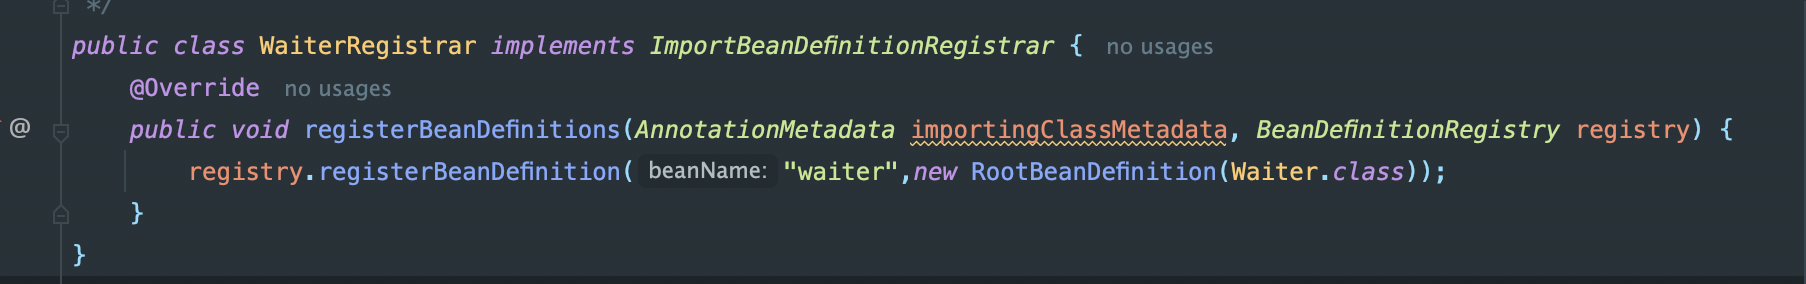 */
public class WaiterRegistrar implements ImportBeanDefinitionRegistrar { no usages
@Override no usages
@ public void registerBeanDefinitions(AnnotationMetadata importingClassMetadata, BeanDefinitionRegistry registry) {
registry.registerBeanDefinition( beanName: "waiter",new RootBeanDefinition(Waiter.class));
}
}